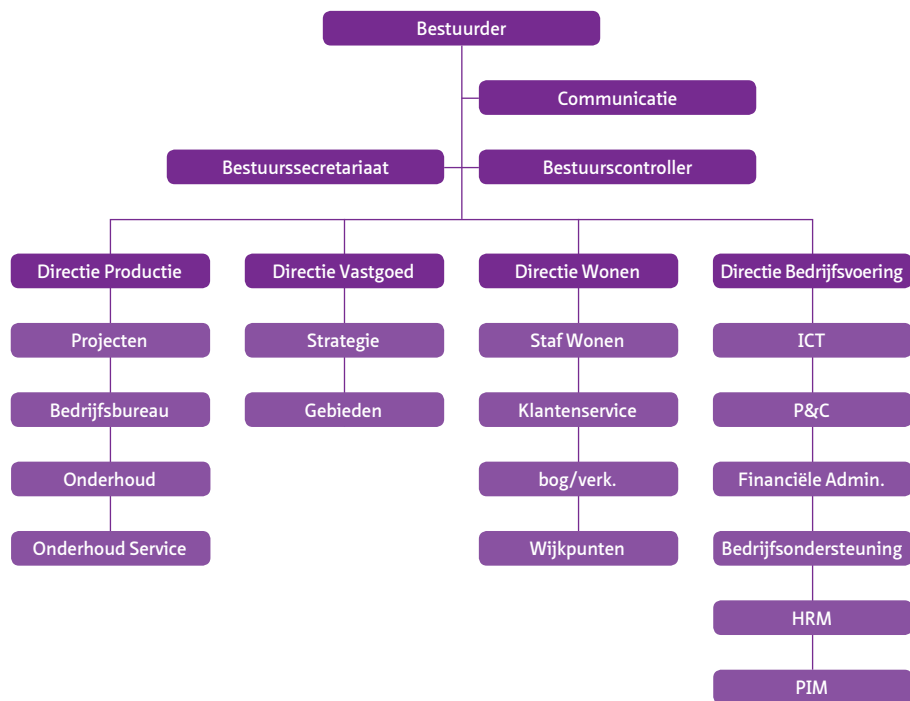 Bestuurder
Communicatie
Bestuurssecretariaat
Bestuurscontroller
Directie Productie
Directie Vastgoed
Directie Wonen
Directie Bedrijfsvoering
Projecten
Strategie
Staf Wonen
ICT
Bedrijfsbureau
Gebieden
Klantenservice
P&C
Onderhoud
bog/verk.
Financiële Admin.
Onderhoud Service
Wijkpunten
Bedrijfsondersteuning
HRM
PIM